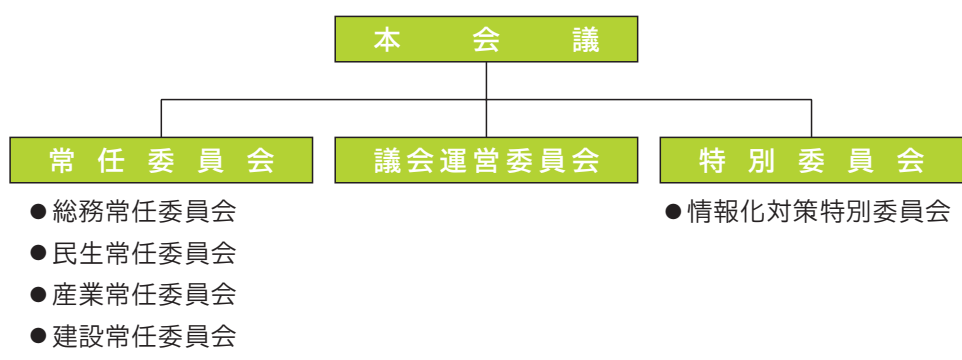 本会議
常任委員会
議会運営委員会
特別委員会
●総務常任委員会
●民生常任委員会
●産業常任委員会
●建設常任委員会
●情報化対策特別委員会